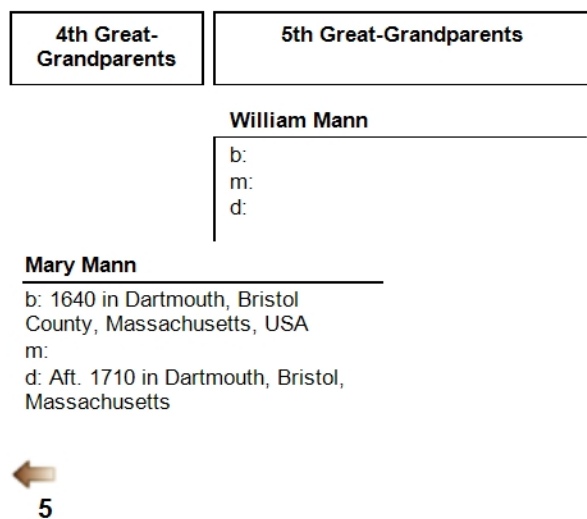 4th Great-
Grandparents
5th Great-Grandparents
William Mann
b:
m:
d:
Mary Mann
b: 1640 in Dartmouth, Bristol
County, Massachusetts, USA
m:
d: Aft. 1710 in Dartmouth, Bristol,
Massachusetts
5